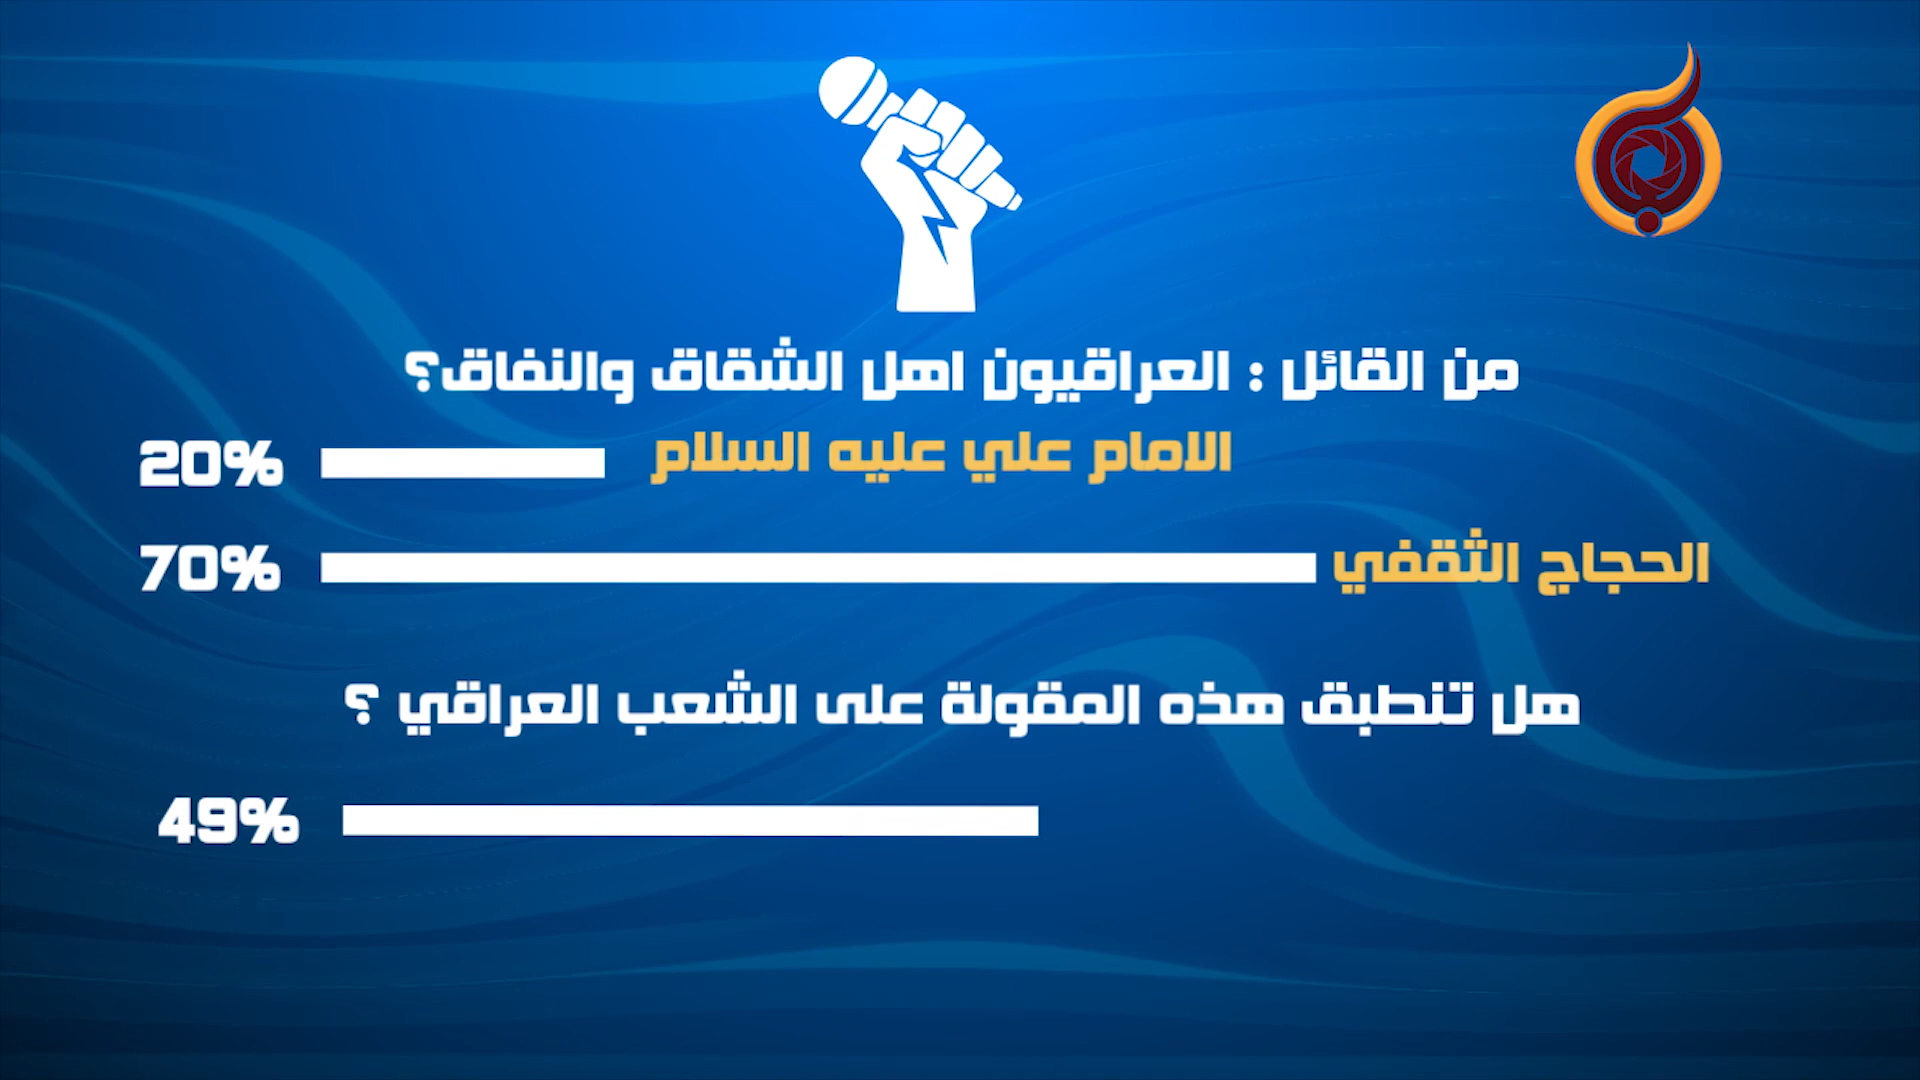 من القائل : العراقيون اهل الشقاق والنفاق؟
الامام علي عليه السلام 20%
الحجاج الثقفي 70%
هل تنطبق هذه المقولة على الشعب العراقي ؟
49%